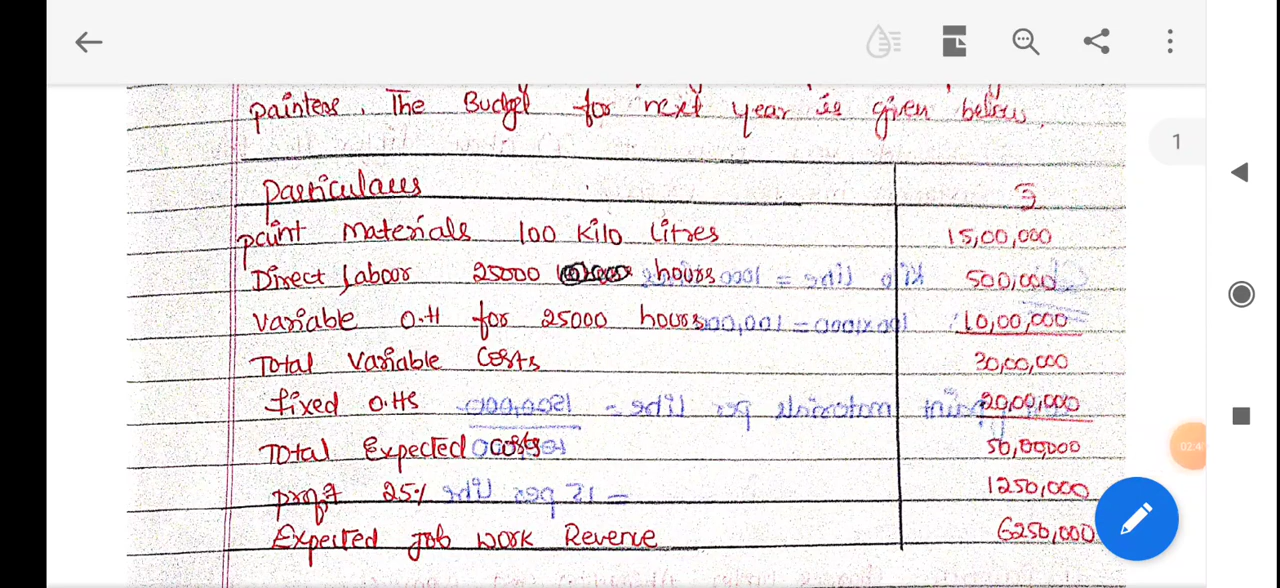 painters. The Budget for next year is given below.
1
Particulars ₹
paint Materials 100 Kilo Litres 15,00,000
Direct Labour 25000 hours 500,000
Variable O.H for 25000 hours 10,00,000
Total Variable Costs 30,00,000
fixed O.Hs 20,00,000
Total Expected costs 50,00,000
profit 25% 1250,000
Expected Job work Revenue 6250,000